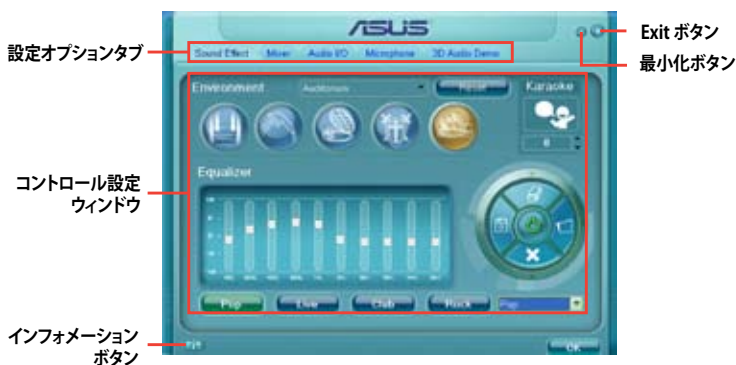 ASUS
Exit ボタン
設定オプションタブ
Sound Effect Mixer Audio I/O Microphone 3D Audio Demo
最小化ボタン
Environment Auditorium Reset Karaoke
0
コントロール設定
ウィンドウ
Equalizer
Pop Live Club Rock Pop
インフォメーション
ボタン
OK